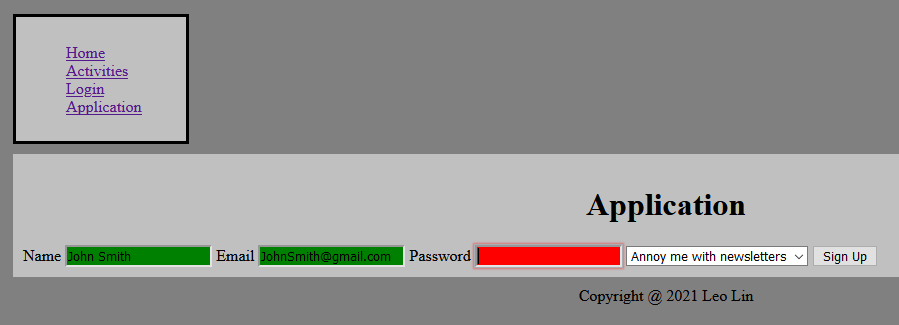 Home
Activities
Login
Application
Application
Name John Smith Email JohnSmith@gmail.com Password Annoy me with newsletters Sign Up
Copyright @ 2021 Leo Lin